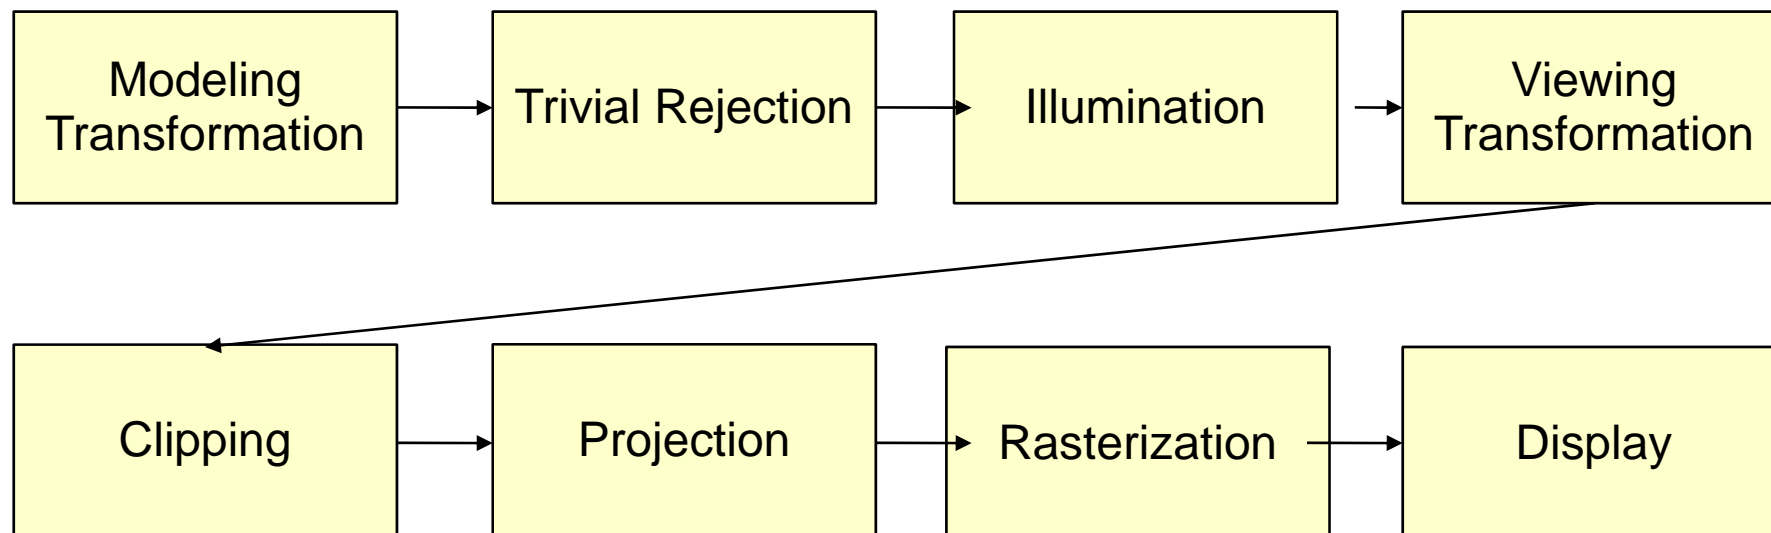 Modeling
Transformation
Trivial Rejection
Illumination
Viewing
Transformation
Clipping
Projection
Rasterization
Display